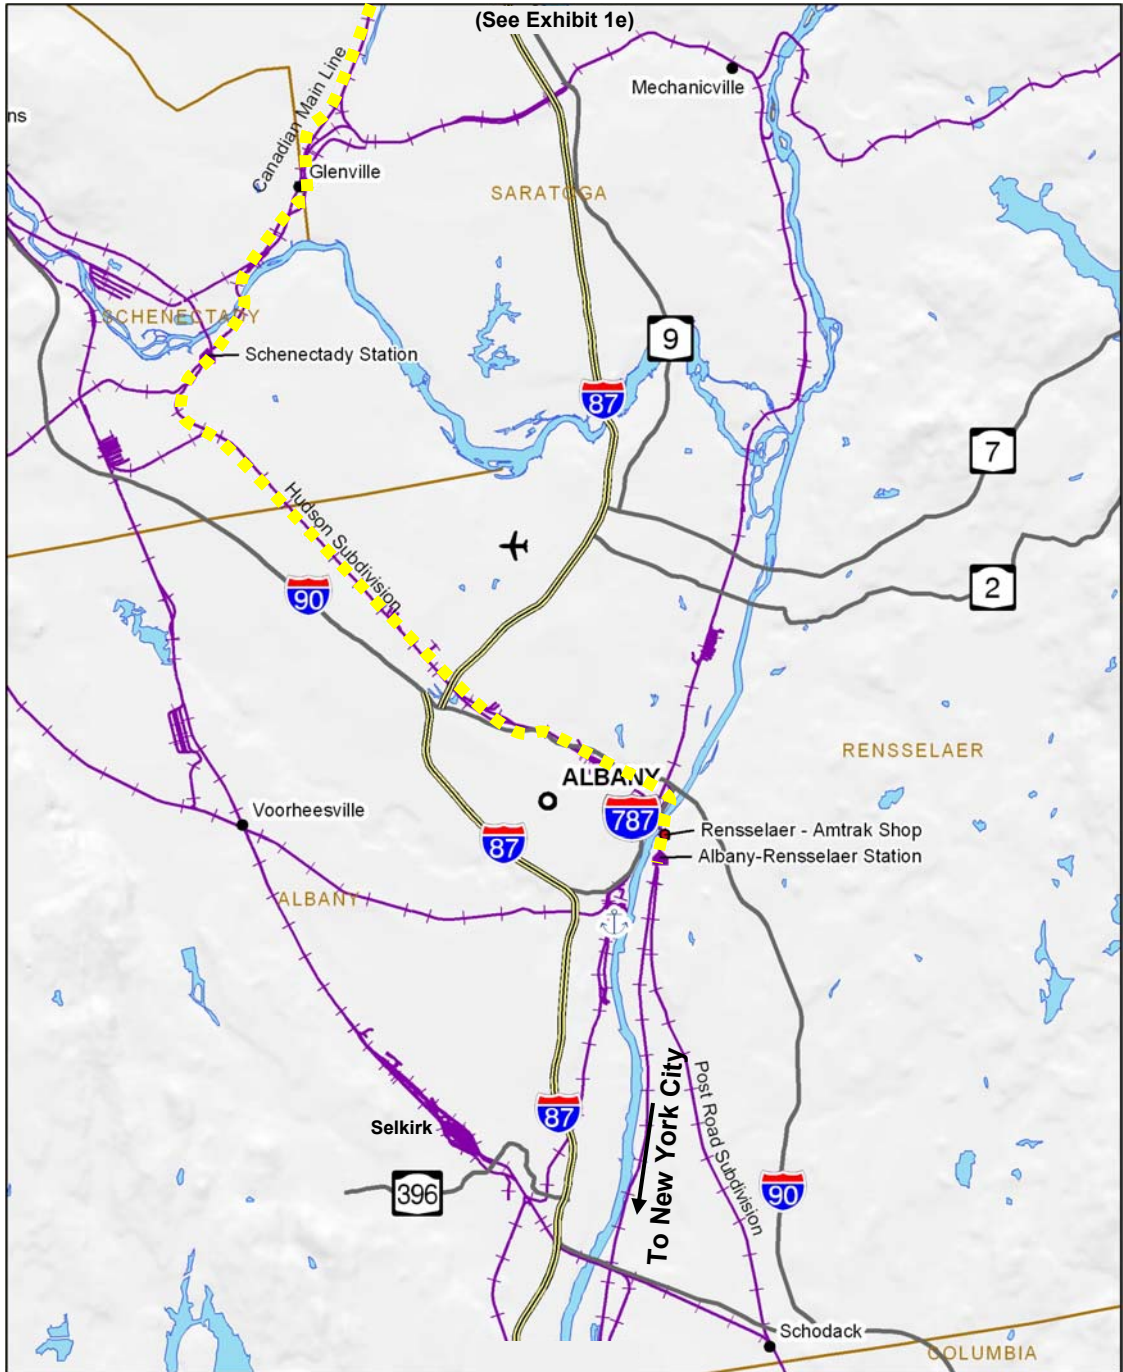 (See Exhibit 1e)
Mechanicville
ns
Canadian Main Line
Glenville
SARATOGA
SCHENECTADY
9
Schenectady Station
87
7
Hudson Subdivision
2
90
RENSSELAER
ALBANY
787
Voorheesville
Rensselaer - Amtrak Shop
87
Albany-Rensselaer Station
ALBANY
To New York City
Post Road Subdivision
87
Selkirk
396
90
Schodack
COLUMBIA